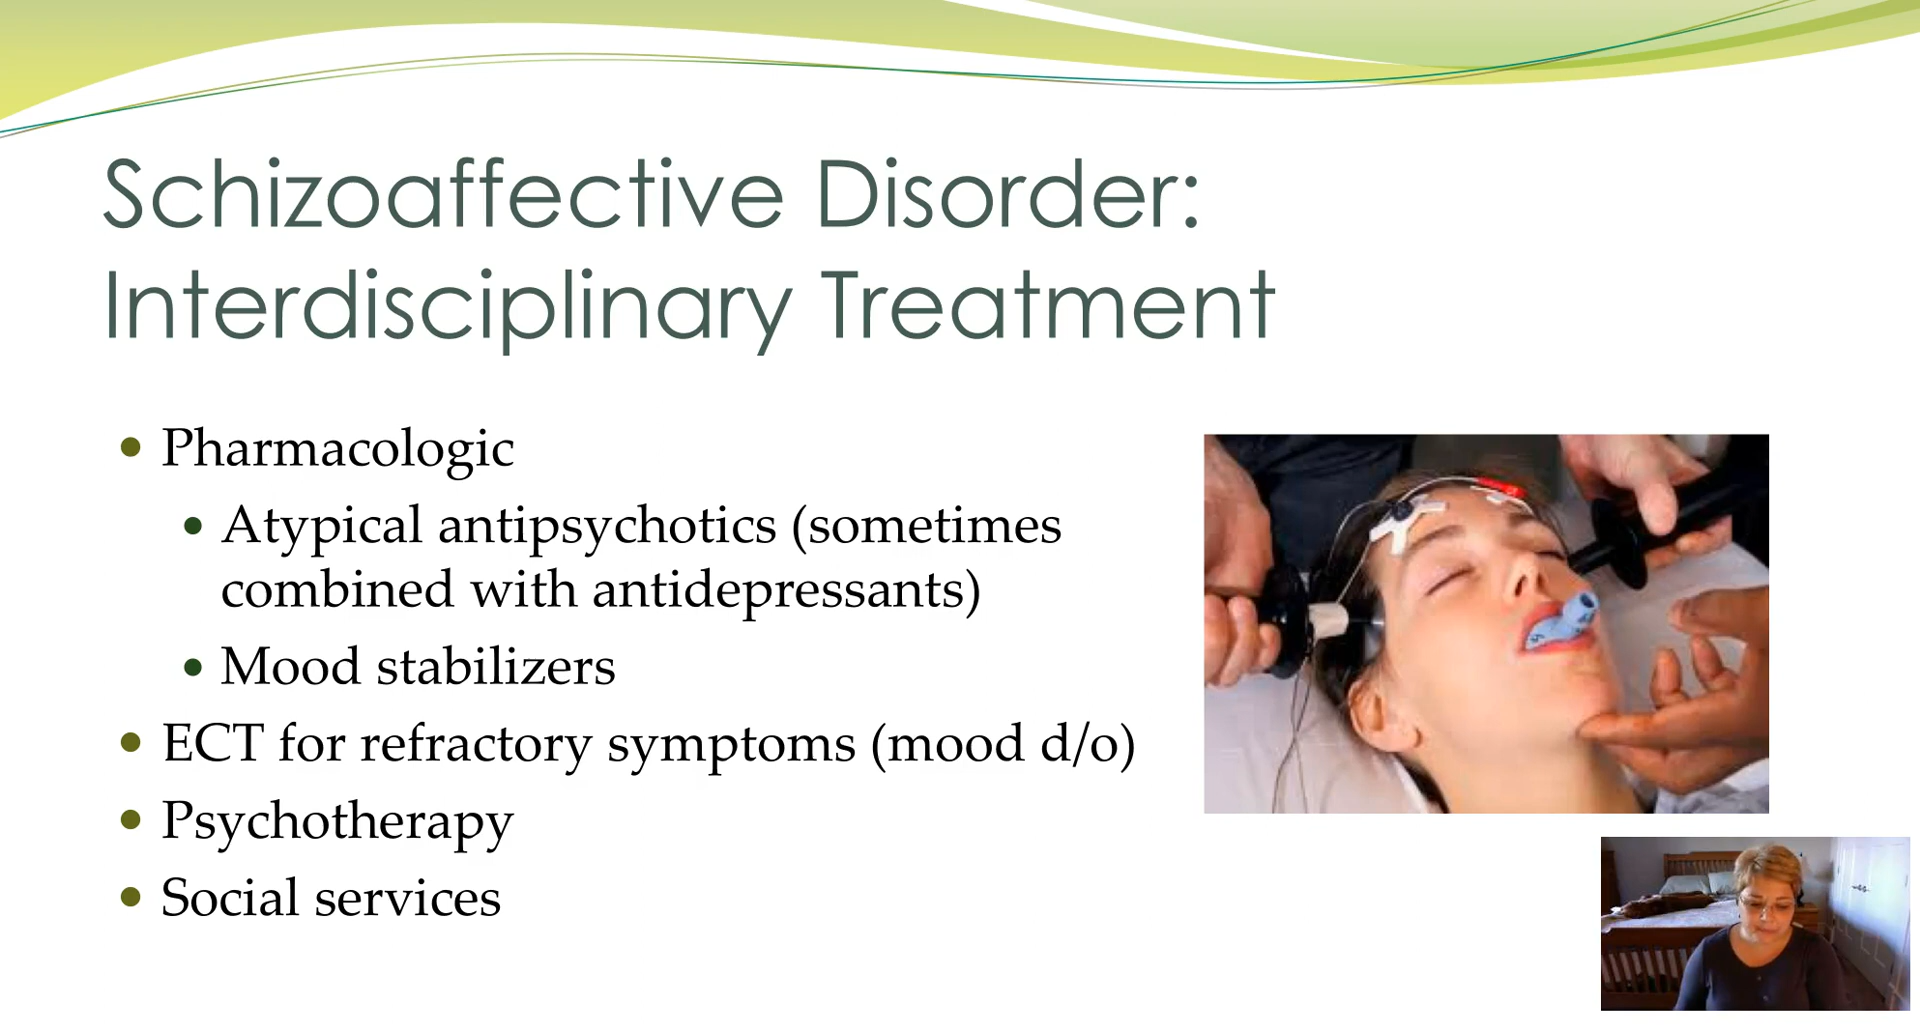 Schizoaffective Disorder:
Interdisciplinary Treatment
Pharmacologic
Atypical antipsychotics (sometimes
combined with antidepressants)
Mood stabilizers
ECT for refractory symptoms (mood d/o)
Psychotherapy
Social services